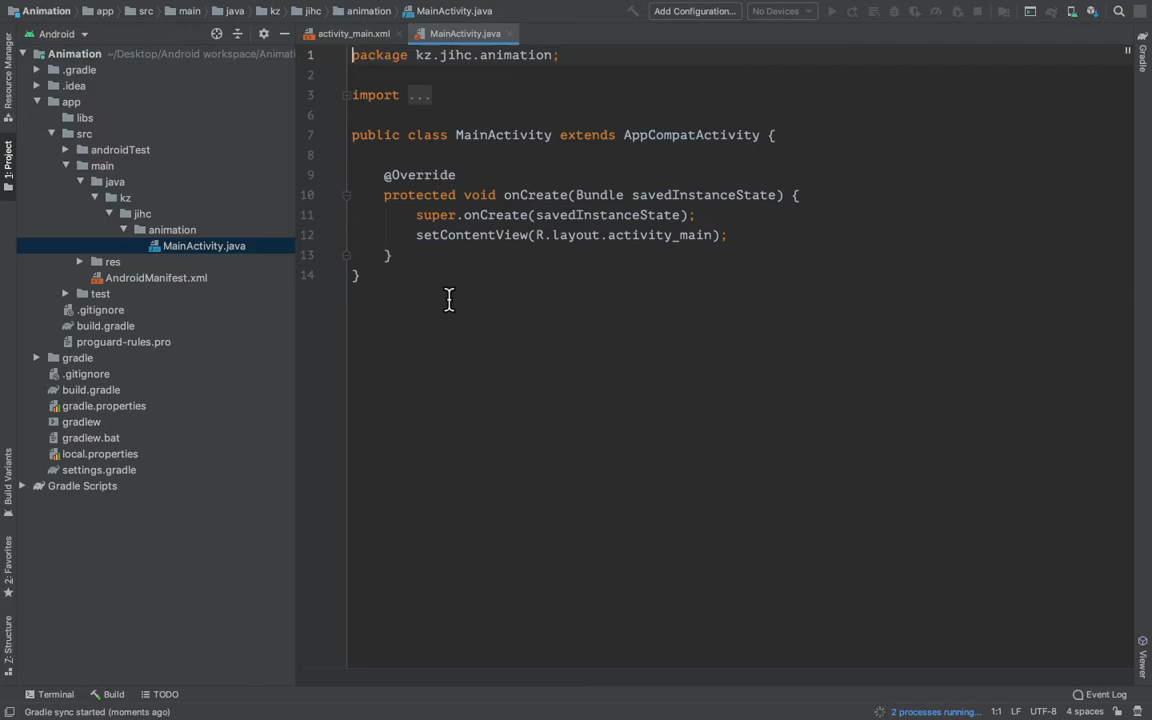 Animation
app
src
main
java
kz
jihc
animation
MainActivity.java
Add Configuration...
No Devices
Android
activity_main.xml
MainActivity.java
Resource Manager
1: Project
Build Variants
2: Favorites
Z: Structure
Animation ~/Desktop/Android workspace/Animati
.gradle
.idea
app
libs
src
androidTest
main
java
kz
jihc
animation
MainActivity.java
res
AndroidManifest.xml
test
.gitignore
build.gradle
proguard-rules.pro
gradle
.gitignore
build.gradle
gradle.properties
gradlew
gradlew.bat
local.properties
settings.gradle
Gradle Scripts
1 package kz.jihc.animation;
2
3 import ...
6
7 public class MainActivity extends AppCompatActivity {
8
9 @Override
10 protected void onCreate(Bundle savedInstanceState) {
11 super.onCreate(savedInstanceState);
12 setContentView(R.layout.activity_main);
13 }
14 }
Gradle
Viewer
Terminal
Build
TODO
Event Log
Gradle sync started (moments ago)
2 processes running...
1:1
LF
UTF-8
4 spaces